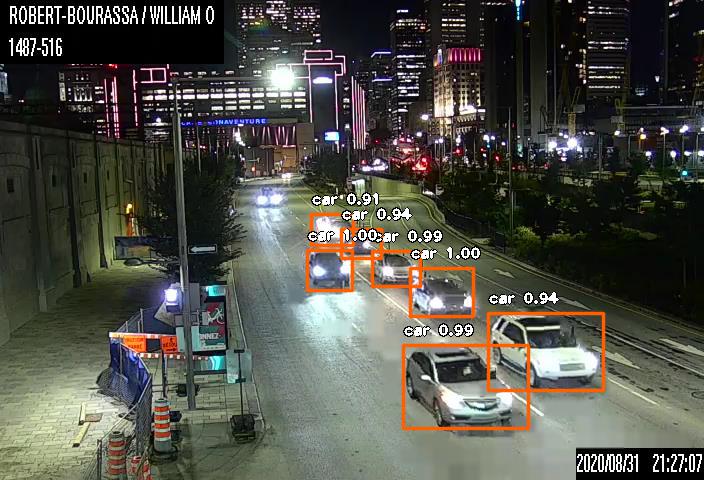 ROBERT-BOURASSA / WILLIAM O
1487-516
BONAVENTURE
car 0.91
car 0.94
car 1.00
car 0.99
car 1.00
car 0.94
car 0.99
2020/08/31 21:27:07